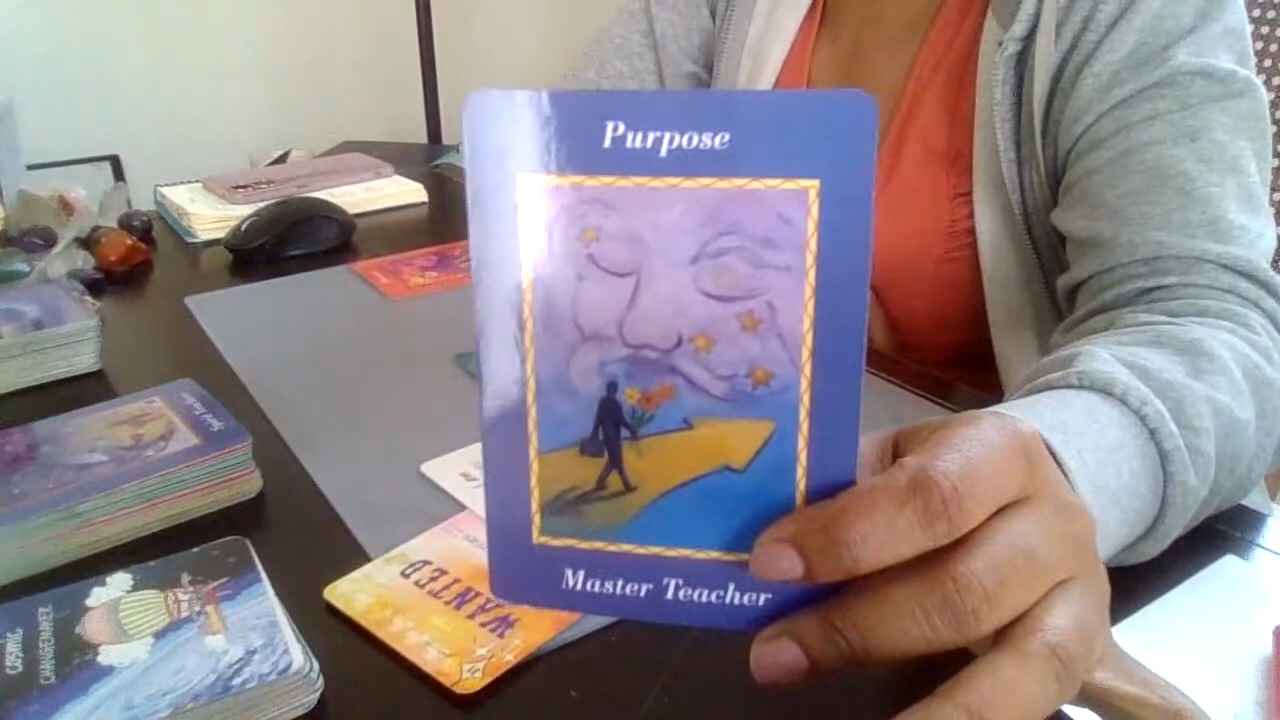 Purpose
Master Teacher
WANTED
COSMIC
CHANGEMAKER